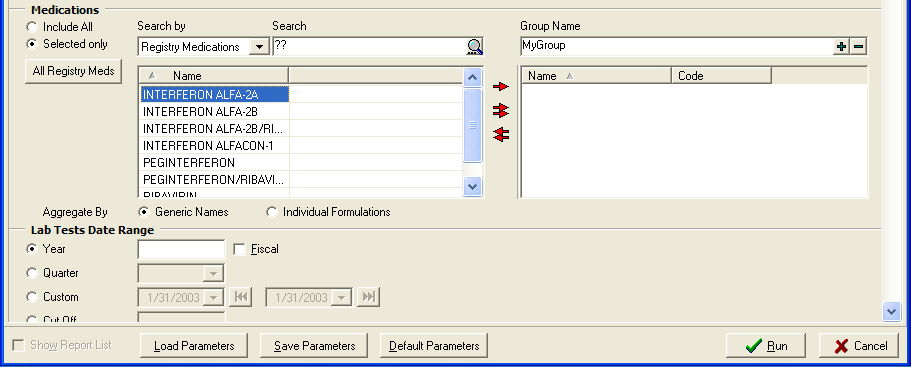 Medications
Include All
Selected only
All Registry Meds
Search by
Search
Registry Medications
??
Group Name
MyGroup
Name
INTERFERON ALFA-2A
INTERFERON ALFA-2B
INTERFERON ALFA-2B/RI...
INTERFERON ALFACON-1
PEGINTERFERON
PEGINTERFERON/RIBAVI...
RIBAVIRIN
Name Code
Aggregate By Generic Names Individual Formulations
Lab Tests Date Range
Year Fiscal
Quarter
Custom 1/31/2003 1/31/2003
Cut Off
Show Report List Load Parameters Save Parameters Default Parameters Run Cancel